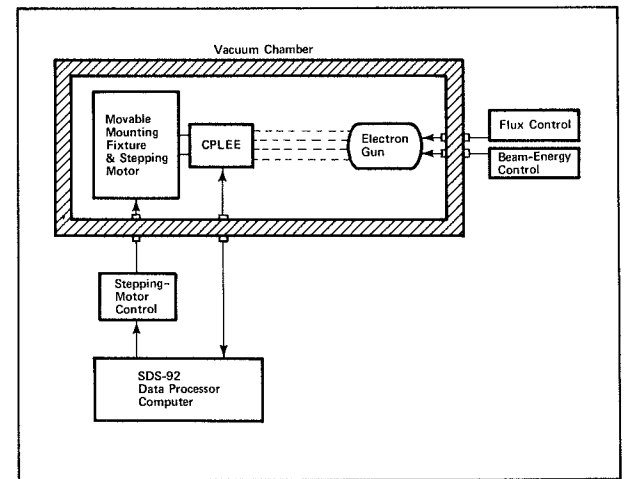 Vacuum Chamber
Movable
Mounting
Fixture
& Stepping
Motor
CPLEE
Electron
Gun
Flux Control
Beam-Energy
Control
Stepping-
Motor
Control
SDS-92
Data Processor
Computer